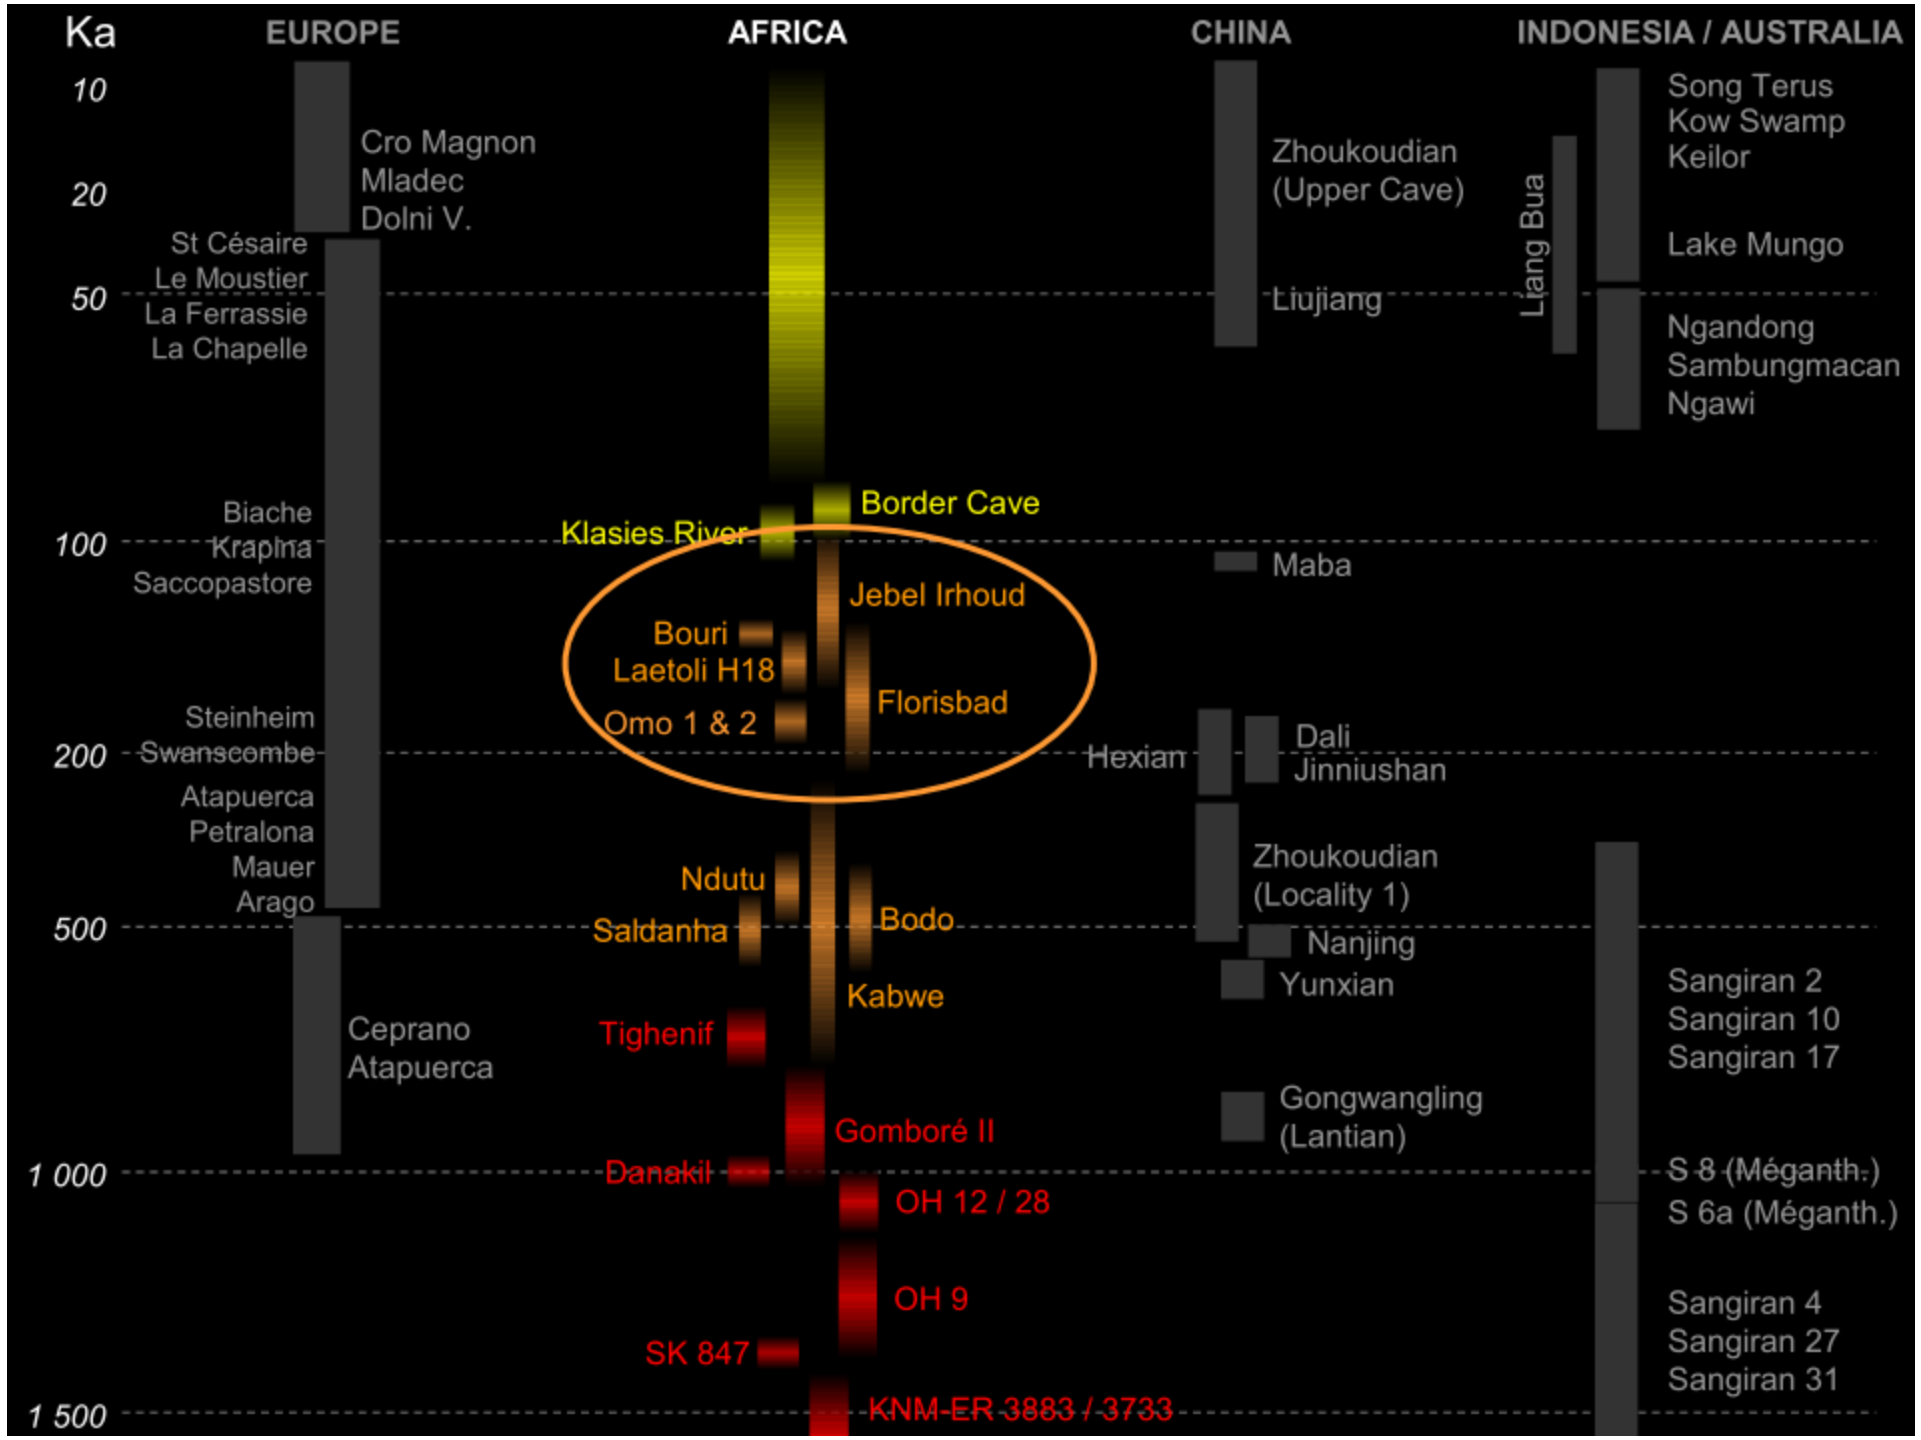 Ka
EUROPE
AFRICA
CHINA
INDONESIA / AUSTRALIA
10
20
50
100
200
500
1 000
1 500
Cro Magnon
Mladec
Dolni V.
St Césaire
Le Moustier
La Ferrassie
La Chapelle
Biache
Krapina
Saccopastore
Steinheim
Swanscombe
Atapuerca
Petralona
Mauer
Arago
Ceprano
Atapuerca
Border Cave
Klasies River
Jebel Irhoud
Bouri
Laetoli H18
Florisbad
Omo 1 & 2
Ndutu
Saldanha
Bodo
Kabwe
Tighenif
Gomboré II
Danakil
OH 12 / 28
OH 9
SK 847
KNM-ER 3883 / 3733
Zhoukoudian
(Upper Cave)
Liujiang
Maba
Hexian
Dali
Jinniushan
Zhoukoudian
(Locality 1)
Nanjing
Yunxian
Gongwangling
(Lantian)
Liang Bua
Song Terus
Kow Swamp
Keilor
Lake Mungo
Ngandong
Sambungmacan
Ngawi
Sangiran 2
Sangiran 10
Sangiran 17
S 8 (Méganth.)
S 6a (Méganth.)
Sangiran 4
Sangiran 27
Sangiran 31